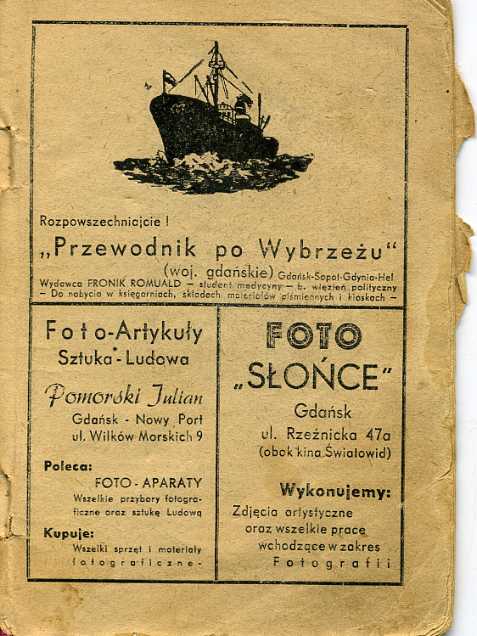 Rozpowszechniajcie !
„Przewodnik po Wybrzeżu"
(woj. gdańskie) Gdańsk-Sopot-Gdynia-Hel
Wydawca FRONIK ROMUALD — student medycyny — b. więzień polityczny
— Do nabycia w księgarniach, składach materiałów piśmiennych i kioskach —
Foto-Artykuły
Sztuka-Ludowa
Pomorski Julian
Gdańsk - Nowy Port
ul. Wilków Morskich 9
Poleca:
FOTO - APARATY
Wszelkie przybory fotogra-
ficzne oraz sztukę Ludową
Kupuje:
Wszelki sprzęt i materiały
fotograficzne-
FOTO
„SŁOŃCE"
Gdańsk
ul. Rzeźnicka 47a
(obok kina Światowid)
Wykonujemy:
Zdjęcia artystyczne
oraz wszelkie prace
wchodzące w zakres
Fotografii